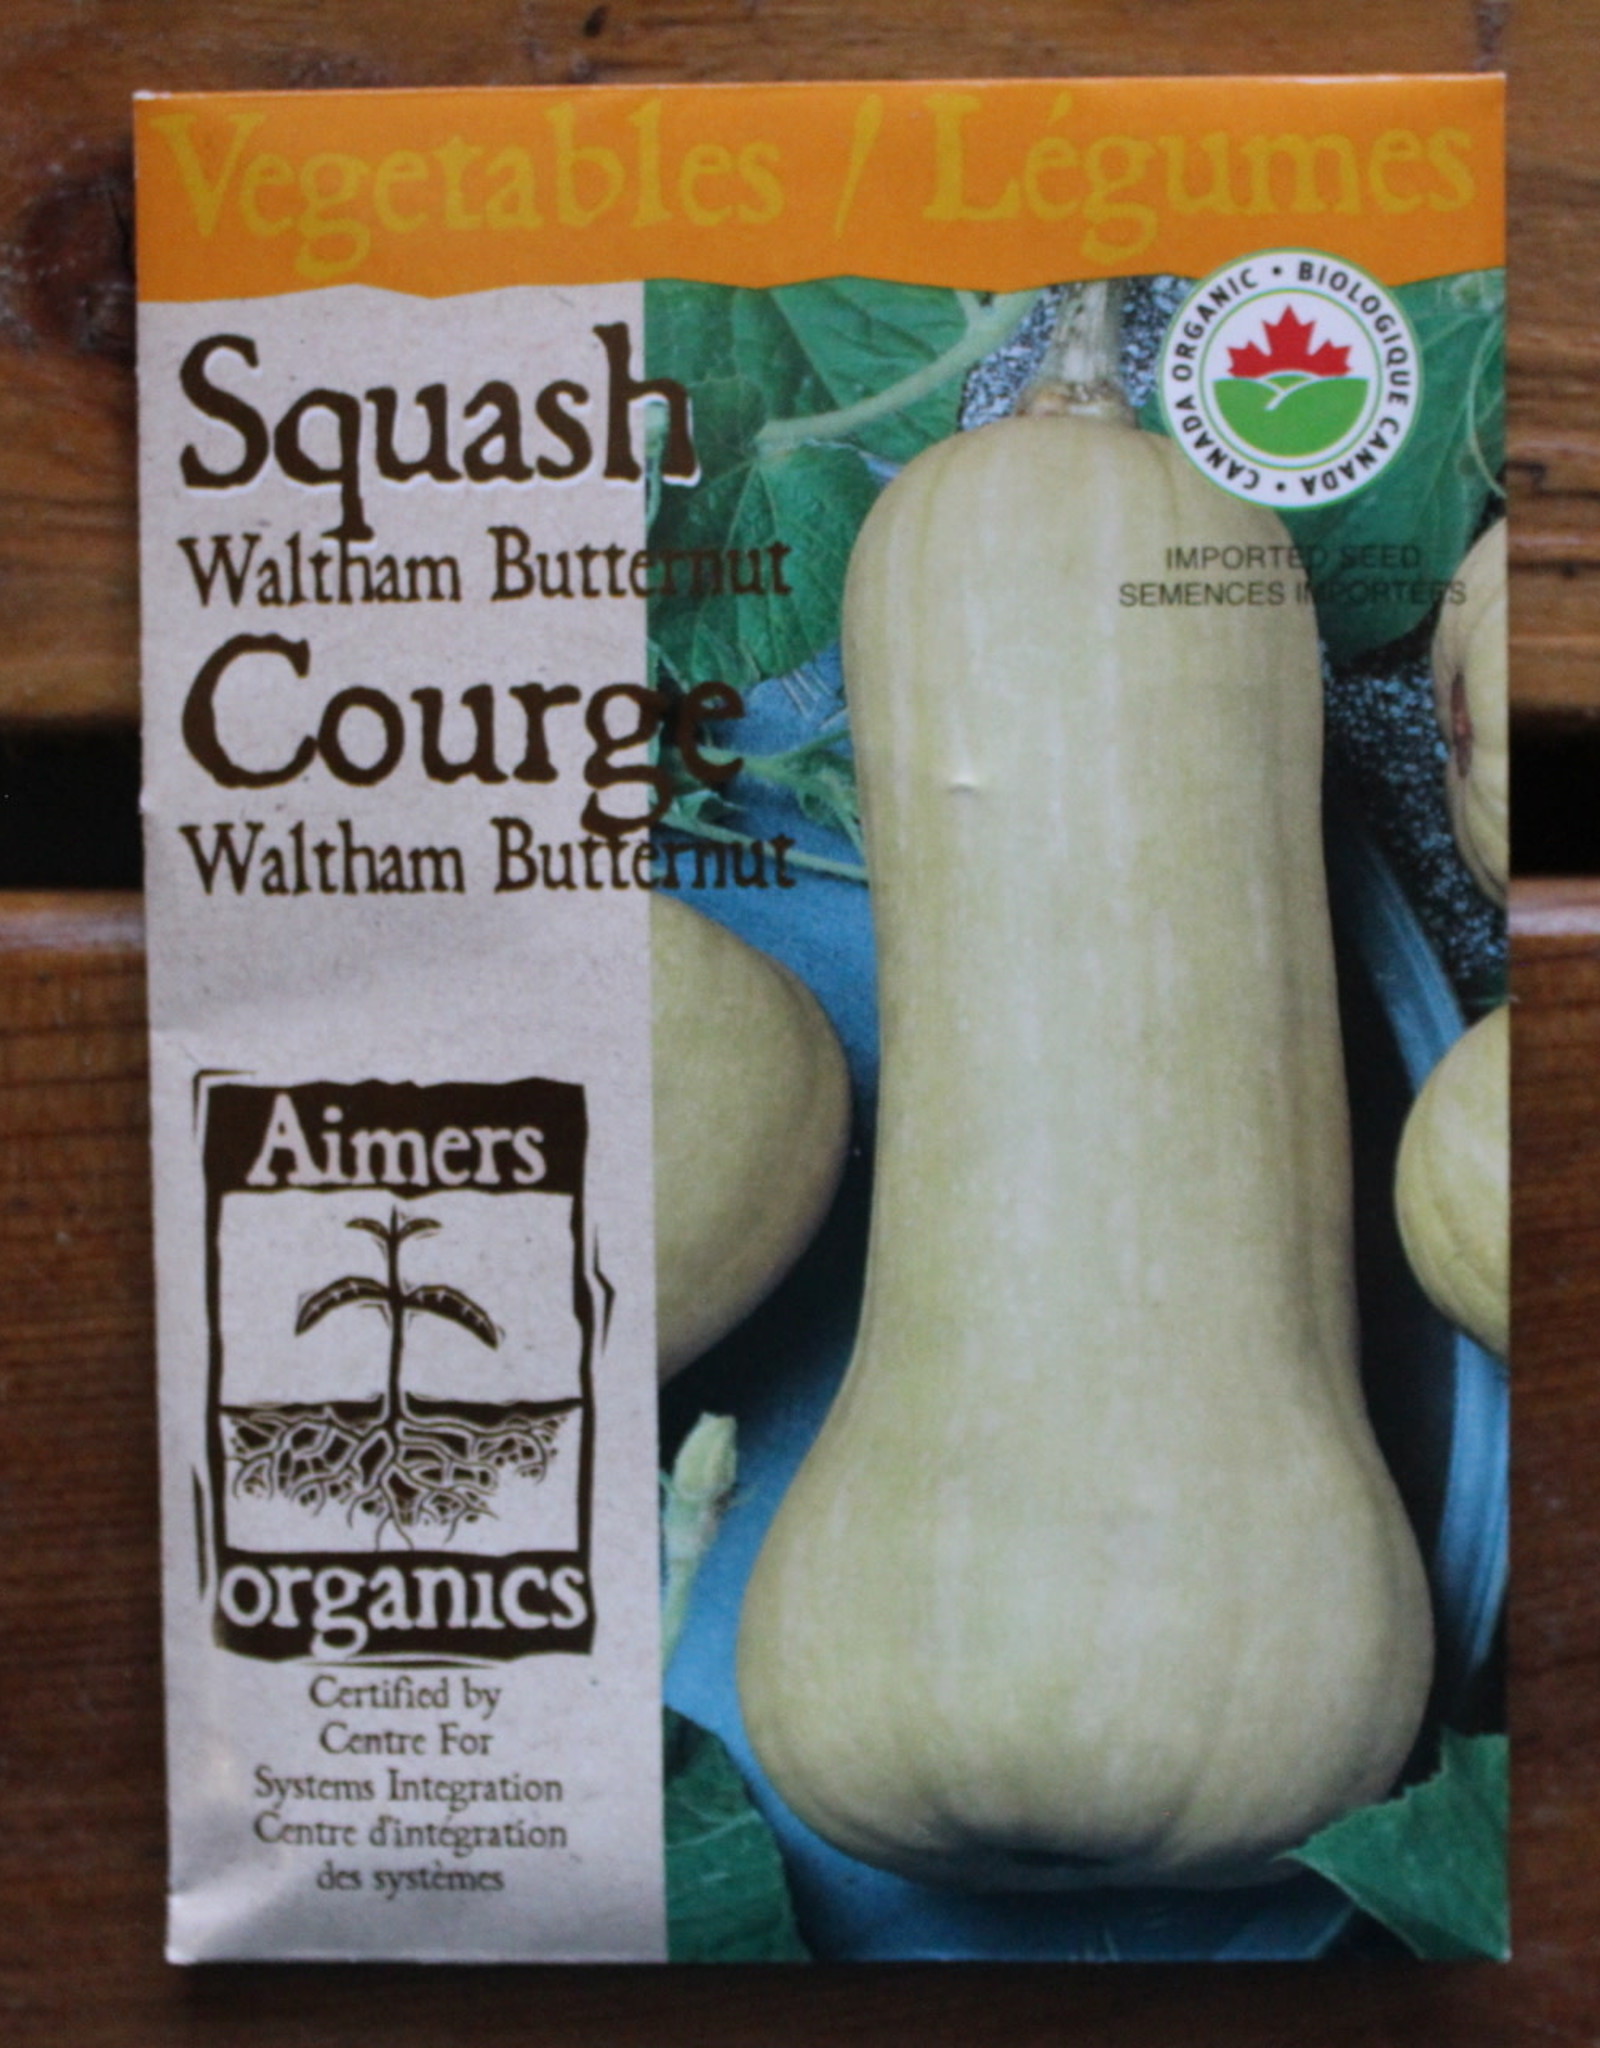 Vegetables / Légumes
CANADA ORGANIC • BIOLOGIQUE CANADA •
Squash
Waltham Butternut
IMPORTED SEED
SEMENCES IMPORTÉES
Courge
Waltham Butternut
Aimers
organics
Certified by
Centre For
Systems Integration
Centre d'intégration
des systèmes